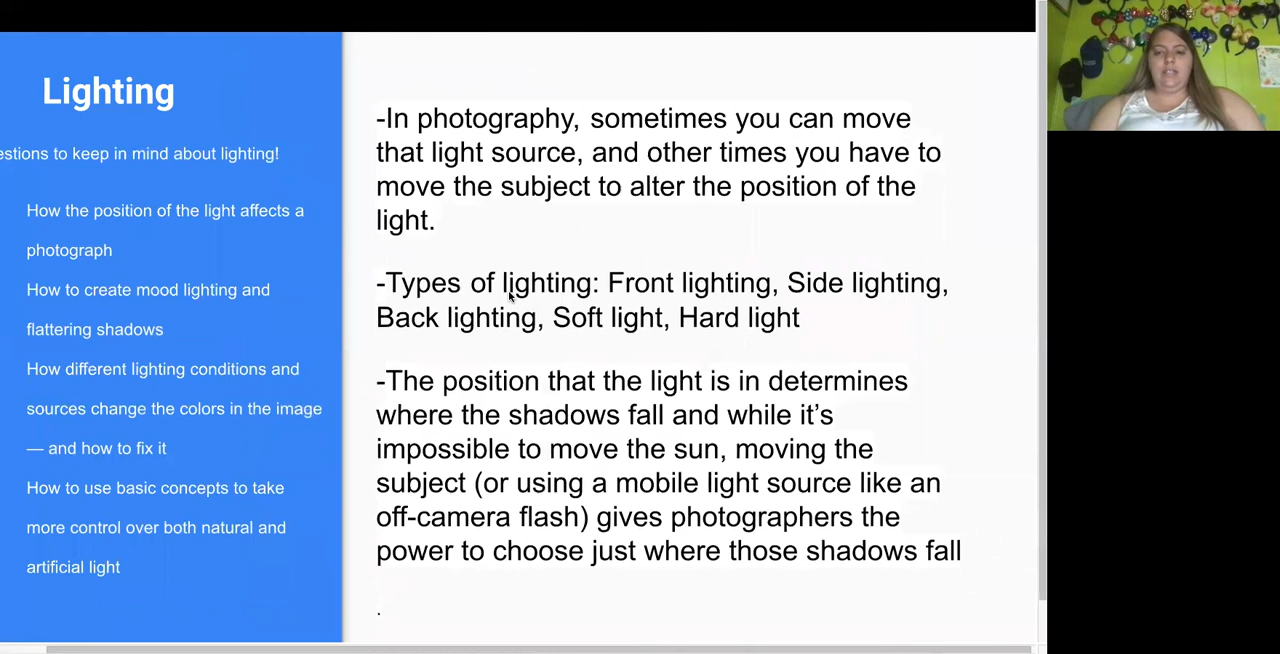 Lighting
estions to keep in mind about lighting!
How the position of the light affects a
photograph
How to create mood lighting and
flattering shadows
How different lighting conditions and
sources change the colors in the image
— and how to fix it
How to use basic concepts to take
more control over both natural and
artificial light
-In photography, sometimes you can move
that light source, and other times you have to
move the subject to alter the position of the
light.
-Types of lighting: Front lighting, Side lighting,
Back lighting, Soft light, Hard light
-The position that the light is in determines
where the shadows fall and while it’s
impossible to move the sun, moving the
subject (or using a mobile light source like an
off-camera flash) gives photographers the
power to choose just where those shadows fall
.